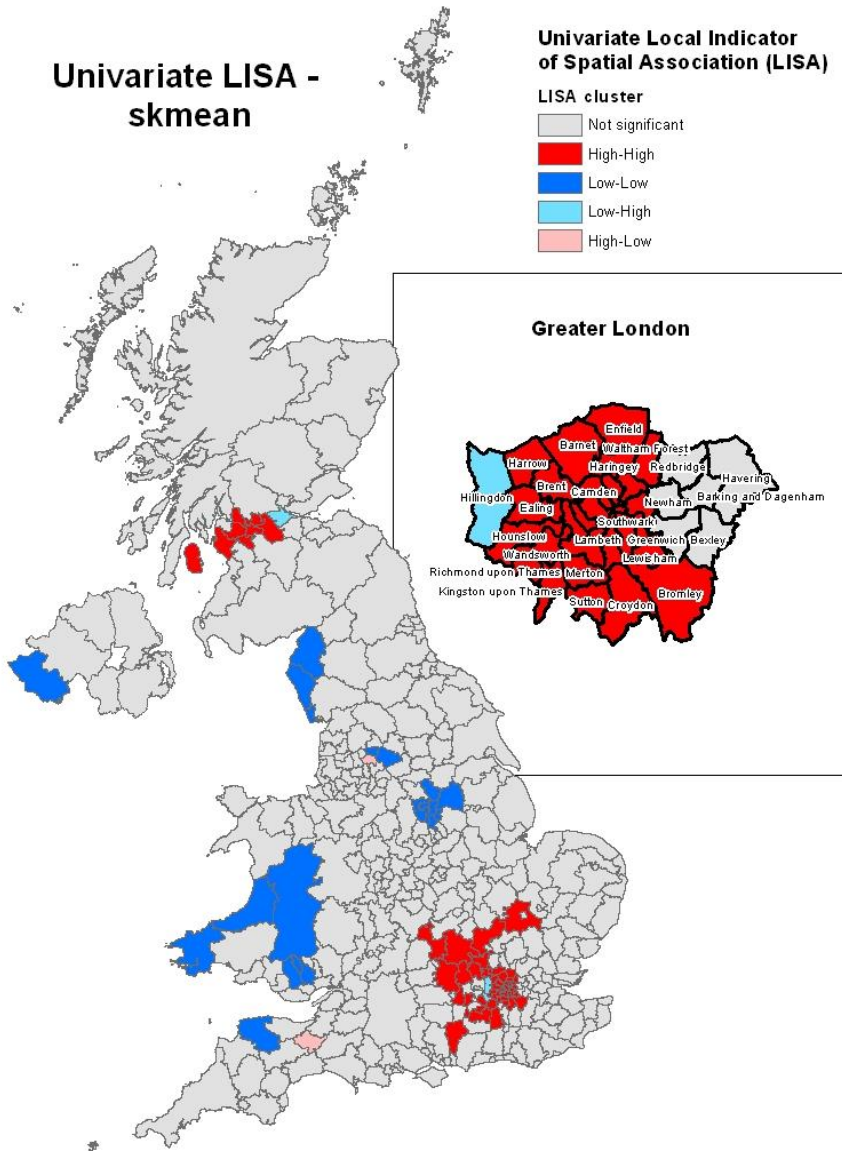 Univariate LISA -
skmean
Univariate Local Indicator
of Spatial Association (LISA)
LISA cluster
Not significant
High-High
Low-Low
Low-High
High-Low
Greater London
Enfield
Barnet
Waltham Forest
Harrow
Haringey
Redbridge
Havering
Brent
Camden
Hillingdon
Newham
Barking and Dagenham
Ealing
Southwark
Hounslow
Lambeth
Greenwich
Bexley
Wandsworth
Lewisham
Richmond upon Thames
Merton
Kingston upon Thames
Bromley
Sutton
Croydon